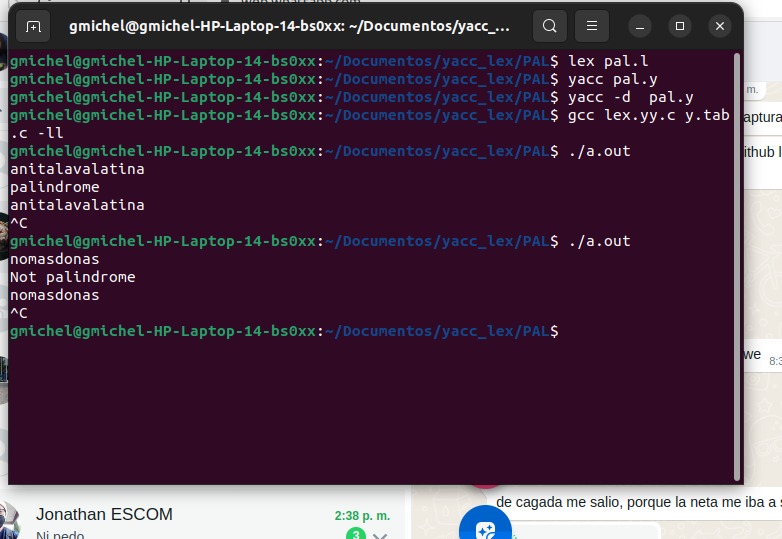 gmichel@gmichel-HP-Laptop-14-bs0xx: ~/Documentos/yacc_...
gmichel@gmichel-HP-Laptop-14-bs0xx:~/Documentos/yacc_lex/PAL$ lex pal.l
gmichel@gmichel-HP-Laptop-14-bs0xx:~/Documentos/yacc_lex/PAL$ yacc pal.y
gmichel@gmichel-HP-Laptop-14-bs0xx:~/Documentos/yacc_lex/PAL$ yacc -d  pal.y
gmichel@gmichel-HP-Laptop-14-bs0xx:~/Documentos/yacc_lex/PAL$ gcc lex.yy.c y.tab
.c -ll
gmichel@gmichel-HP-Laptop-14-bs0xx:~/Documentos/yacc_lex/PAL$ ./a.out
anitalavalatina
palindrome
anitalavalatina
^C
gmichel@gmichel-HP-Laptop-14-bs0xx:~/Documentos/yacc_lex/PAL$ ./a.out
nomasdonas
Not palindrome
nomasdonas
^C
gmichel@gmichel-HP-Laptop-14-bs0xx:~/Documentos/yacc_lex/PAL$
m.
aptura
ithub l
we 8:3
de cagada me salio, porque la neta me iba a s
Jonathan ESCOM 2:38 p. m.
Ni pedo 3